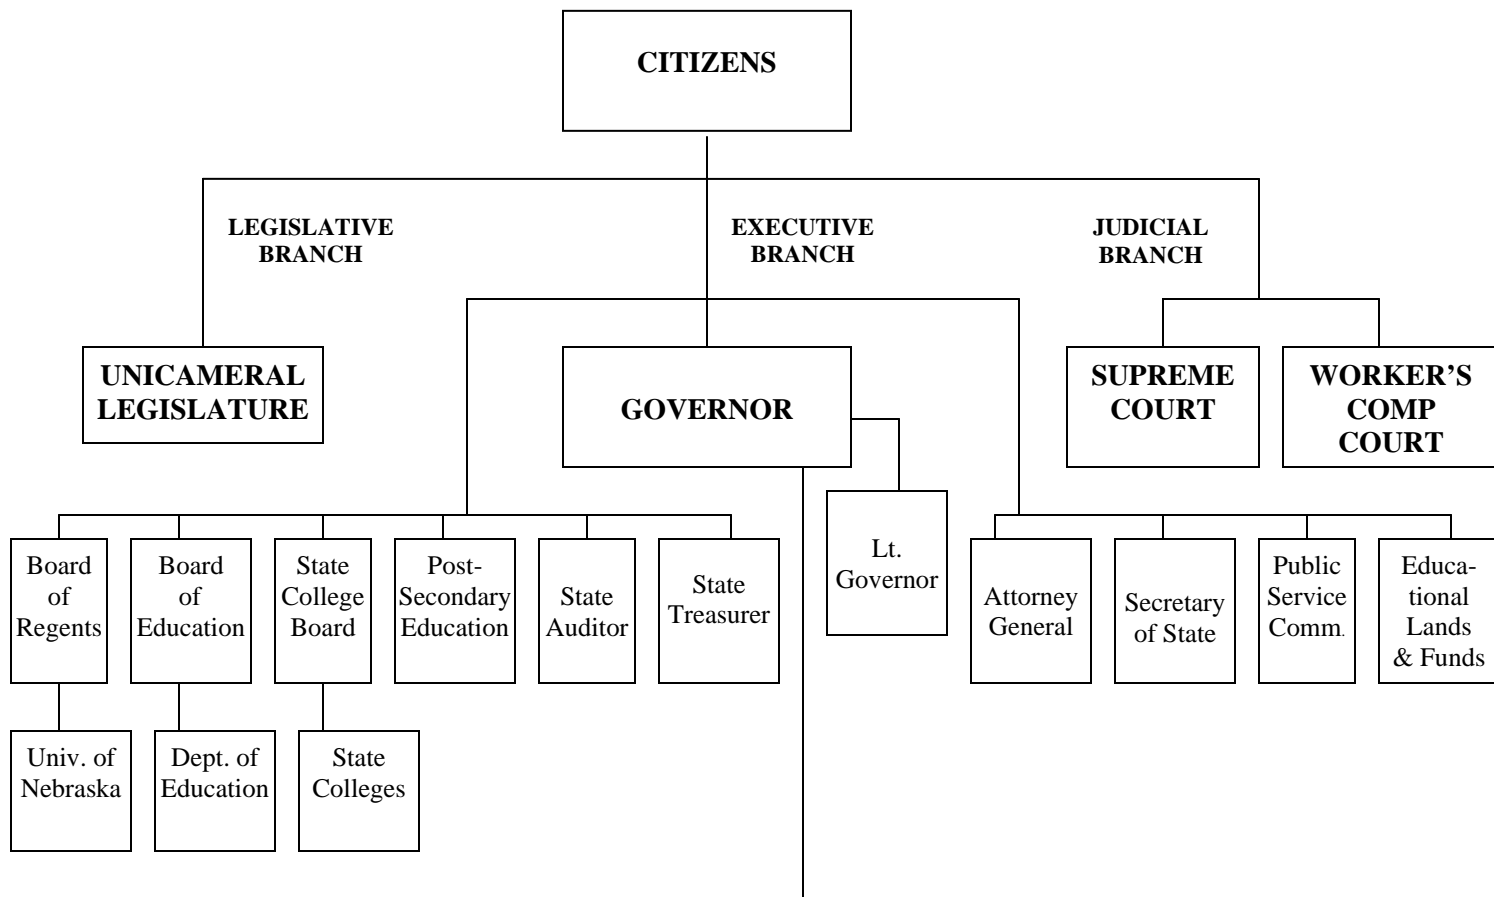 CITIZENS
LEGISLATIVE
BRANCH
EXECUTIVE
BRANCH
JUDICIAL
BRANCH
UNICAMERAL
LEGISLATURE
GOVERNOR
SUPREME
COURT
WORKER'S
COMP
COURT
Board
of
Regents
Board
of
Education
State
College
Board
Post-
Secondary
Education
State
Auditor
State
Treasurer
Lt.
Governor
Attorney
General
Secretary
of State
Public
Service
Comm.
Educa-
tional
Lands
& Funds
Univ. of
Nebraska
Dept. of
Education
State
Colleges